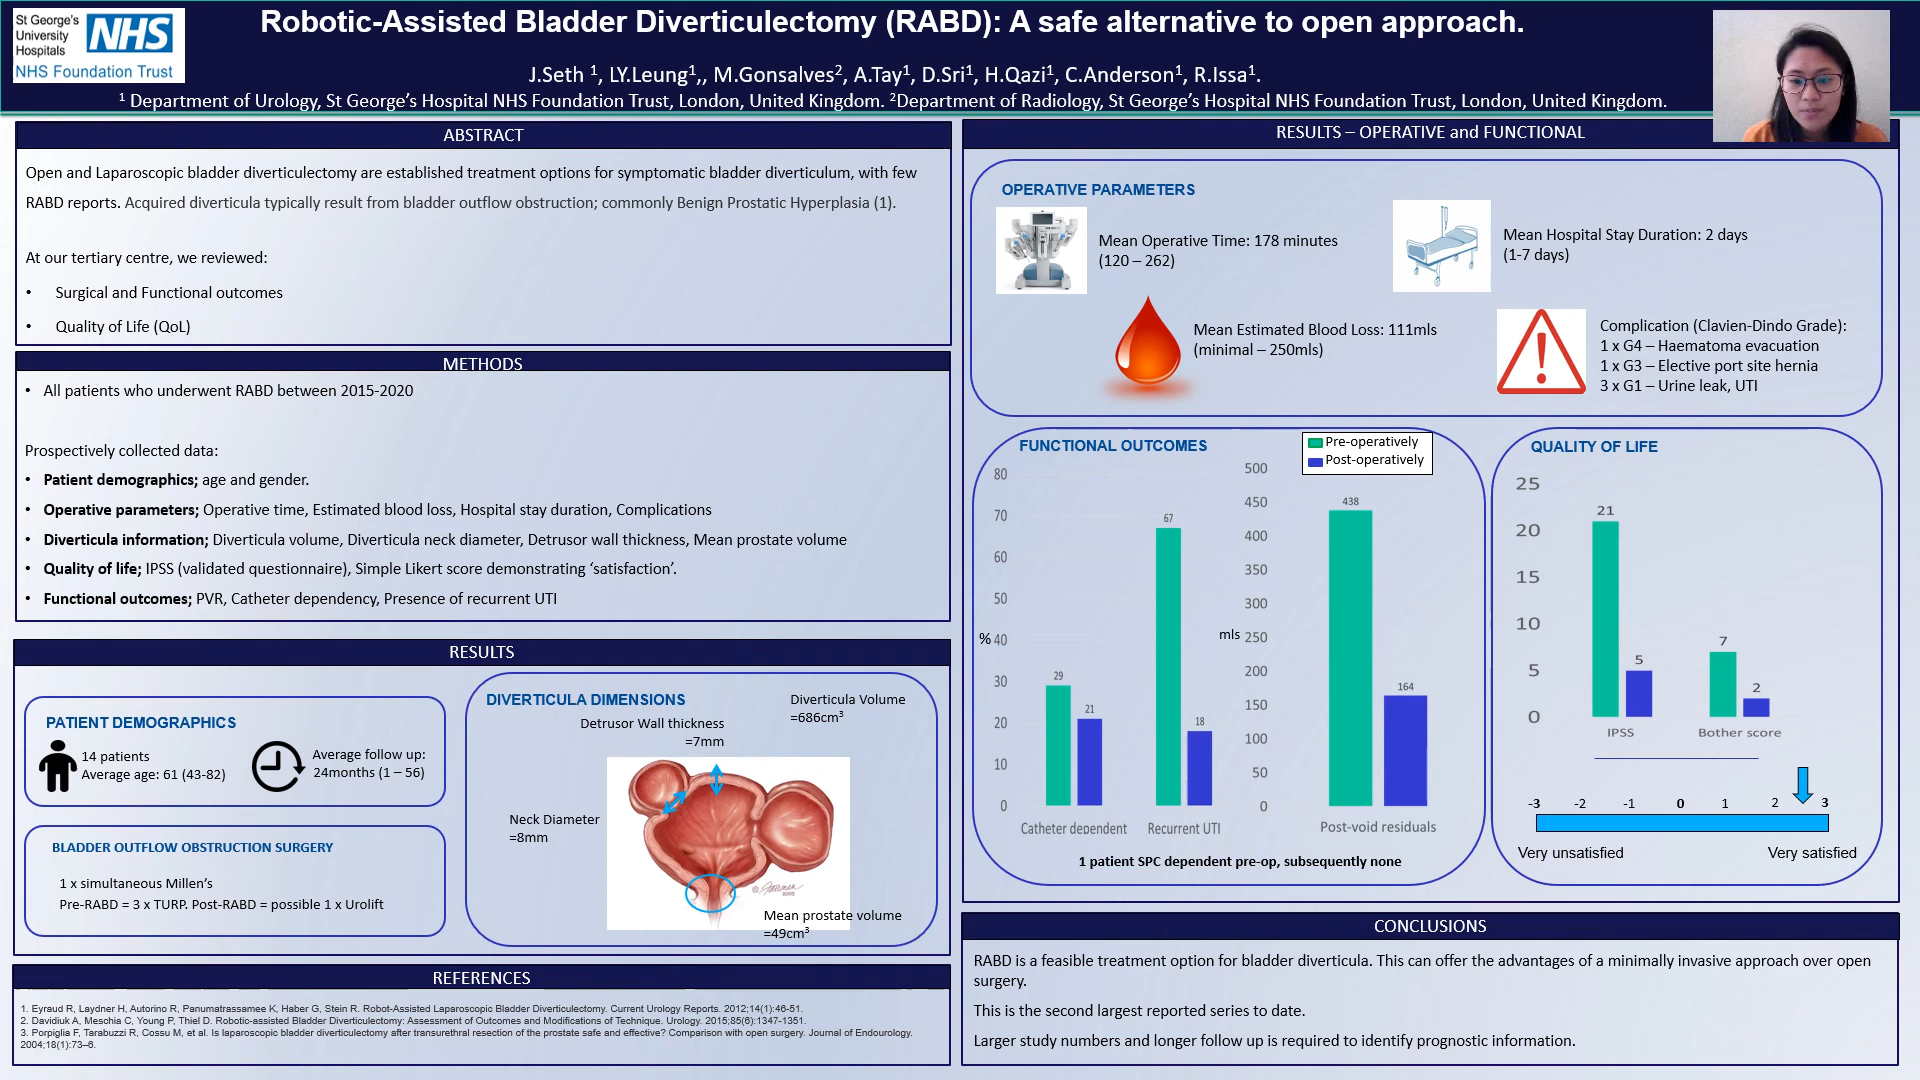 St George's
University
Hospitals
NHS
NHS Foundation Trust
Robotic-Assisted Bladder Diverticulectomy (RABD): A safe alternative to open approach.
J.Seth ¹, LY.Leung¹,, M.Gonsalves², A.Tay¹, D.Sri¹, H.Qazi¹, C.Anderson¹, R.Issa¹.
¹ Department of Urology, St George's Hospital NHS Foundation Trust, London, United Kingdom. ²Department of Radiology, St George's Hospital NHS Foundation Trust, London, United Kingdom.
ABSTRACT
Open and Laparoscopic bladder diverticulectomy are established treatment options for symptomatic bladder diverticulum, with few
RABD reports. Acquired diverticula typically result from bladder outflow obstruction; commonly Benign Prostatic Hyperplasia (1).
At our tertiary centre, we reviewed:
• Surgical and Functional outcomes
• Quality of Life (QoL)
METHODS
• All patients who underwent RABD between 2015-2020
Prospectively collected data:
• Patient demographics; age and gender.
• Operative parameters; Operative time, Estimated blood loss, Hospital stay duration, Complications
• Diverticula information; Diverticula volume, Diverticula neck diameter, Detrusor wall thickness, Mean prostate volume
• Quality of life; IPSS (validated questionnaire), Simple Likert score demonstrating 'satisfaction'.
• Functional outcomes; PVR, Catheter dependency, Presence of recurrent UTI
RESULTS
PATIENT DEMOGRAPHICS
14 patients
Average age: 61 (43-82)
Average follow up:
24months (1 – 56)
BLADDER OUTFLOW OBSTRUCTION SURGERY
1 x simultaneous Millen's
Pre-RABD = 3 x TURP. Post-RABD = possible 1 x Urolift
DIVERTICULA DIMENSIONS
Diverticula Volume
=686cm³
Detrusor Wall thickness
=7mm
Neck Diameter
=8mm
Mean prostate volume
=49cm³
REFERENCES
1. Eyraud R, Laydner H, Autorino R, Panumatrassamee K, Haber G, Stein R. Robot-Assisted Laparoscopic Bladder Diverticulectomy. Current Urology Reports. 2012;14(1):46-51.
2. Davidiuk A, Meschia C, Young P, Thiel D. Robotic-assisted Bladder Diverticulectomy: Assessment of Outcomes and Modifications of Technique. Urology. 2015;85(6):1347-1351.
3. Porpiglia F, Tarabuzzi R, Cossu M, et al. Is laparoscopic bladder diverticulectomy after transurethral resection of the prostate safe and effective? Comparison with open surgery. Journal of Endourology.
2004;18(1):73–6.
RESULTS – OPERATIVE and FUNCTIONAL
OPERATIVE PARAMETERS
Mean Operative Time: 178 minutes
(120 – 262)
Mean Hospital Stay Duration: 2 days
(1-7 days)
Mean Estimated Blood Loss: 111mls
(minimal – 250mls)
Complication (Clavien-Dindo Grade):
1 x G4 – Haematoma evacuation
1 x G3 – Elective port site hernia
3 x G1 – Urine leak, UTI
FUNCTIONAL OUTCOMES
Pre-operatively
Post-operatively
80
70
60
50
% 40
30
20
10
0
29
21
67
18
Catheter dependent
Recurrent UTI
500
450
400
350
300
mls 250
200
150
100
50
0
438
164
Post-void residuals
1 patient SPC dependent pre-op, subsequently none
QUALITY OF LIFE
25
20
15
10
5
0
21
5
7
2
IPSS
Bother score
-3 -2 -1 0 1 2 3
Very unsatisfied
Very satisfied
CONCLUSIONS
RABD is a feasible treatment option for bladder diverticula. This can offer the advantages of a minimally invasive approach over open
surgery.
This is the second largest reported series to date.
Larger study numbers and longer follow up is required to identify prognostic information.